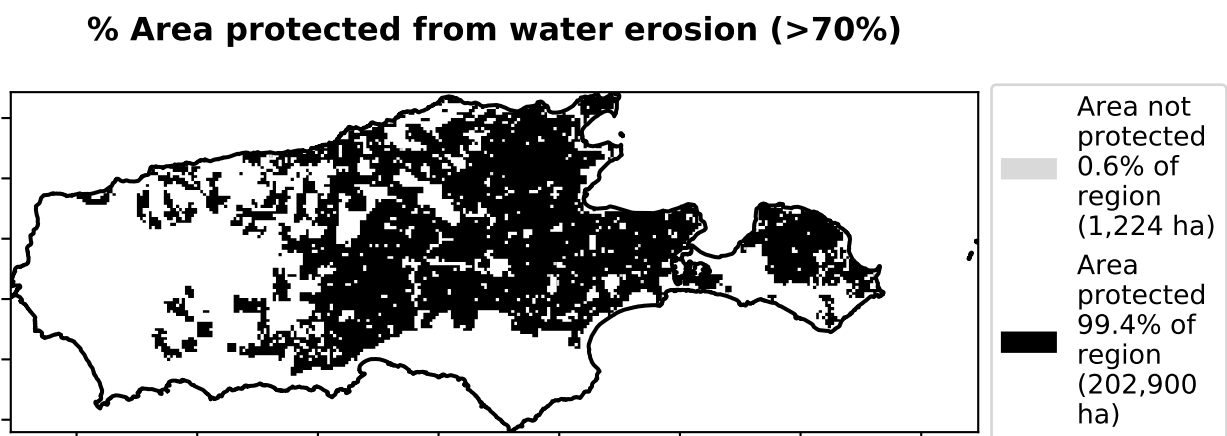 % Area protected from water erosion (>70%)
Area not
protected
0.6% of
region
(1,224 ha)
Area
protected
99.4% of
region
(202,900
ha)